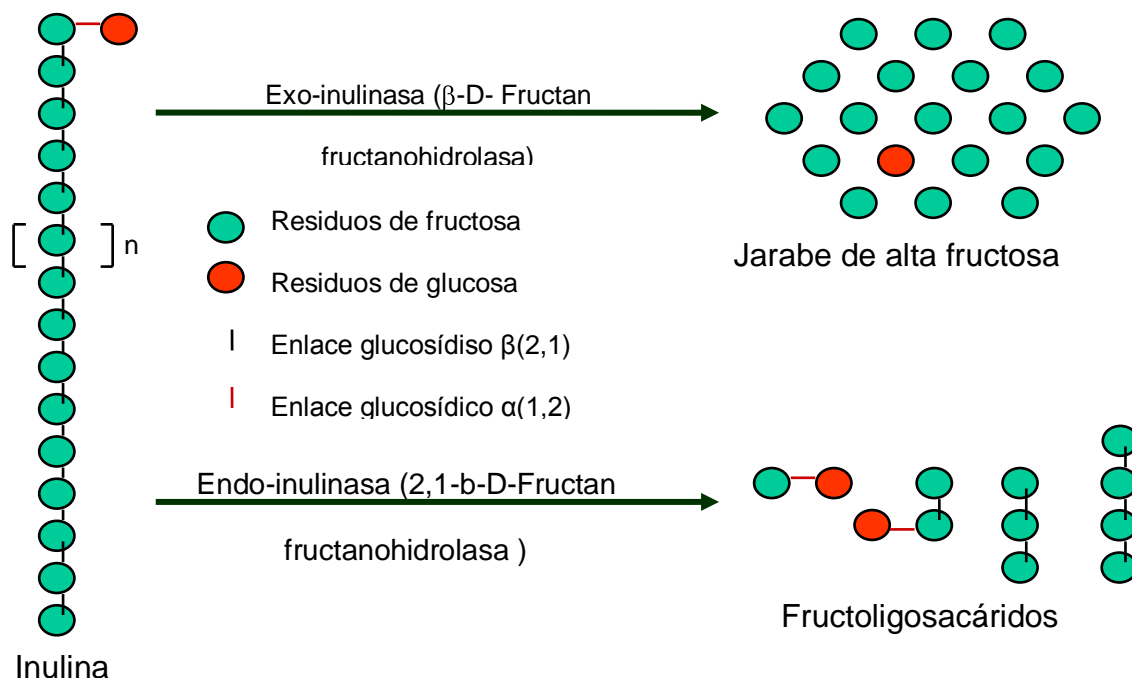 Exo-inulinasa (β-D- Fructan
fructanohidrolasa)
Residuos de fructosa
[ ] n
Residuos de glucosa
Jarabe de alta fructosa
Enlace glucosídiso β(2,1)
Enlace glucosídico α(1,2)
Endo-inulinasa (2,1-b-D-Fructan
fructanohidrolasa )
Fructoligosacáridos
Inulina